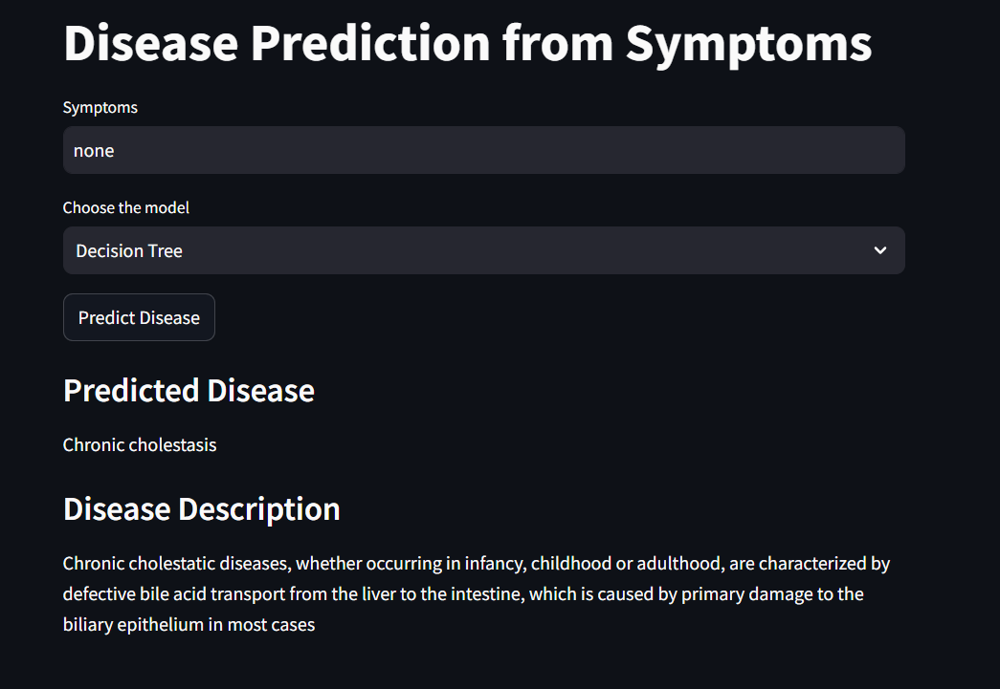 Disease Prediction from Symptoms
Symptoms
none
Choose the model
Decision Tree
Predict Disease
Predicted Disease
Chronic cholestasis
Disease Description
Chronic cholestatic diseases, whether occurring in infancy, childhood or adulthood, are characterized by
defective bile acid transport from the liver to the intestine, which is caused by primary damage to the
biliary epithelium in most cases